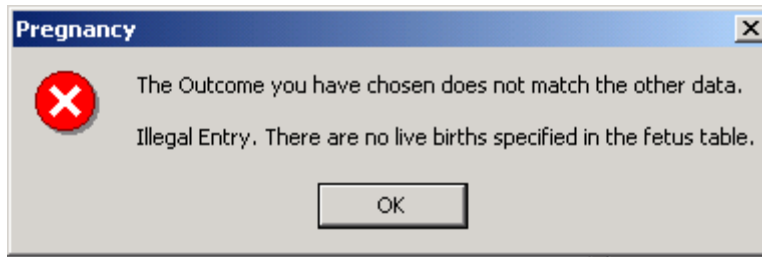 Pregnancy
The Outcome you have chosen does not match the other data.
Illegal Entry. There are no live births specified in the fetus table.
OK